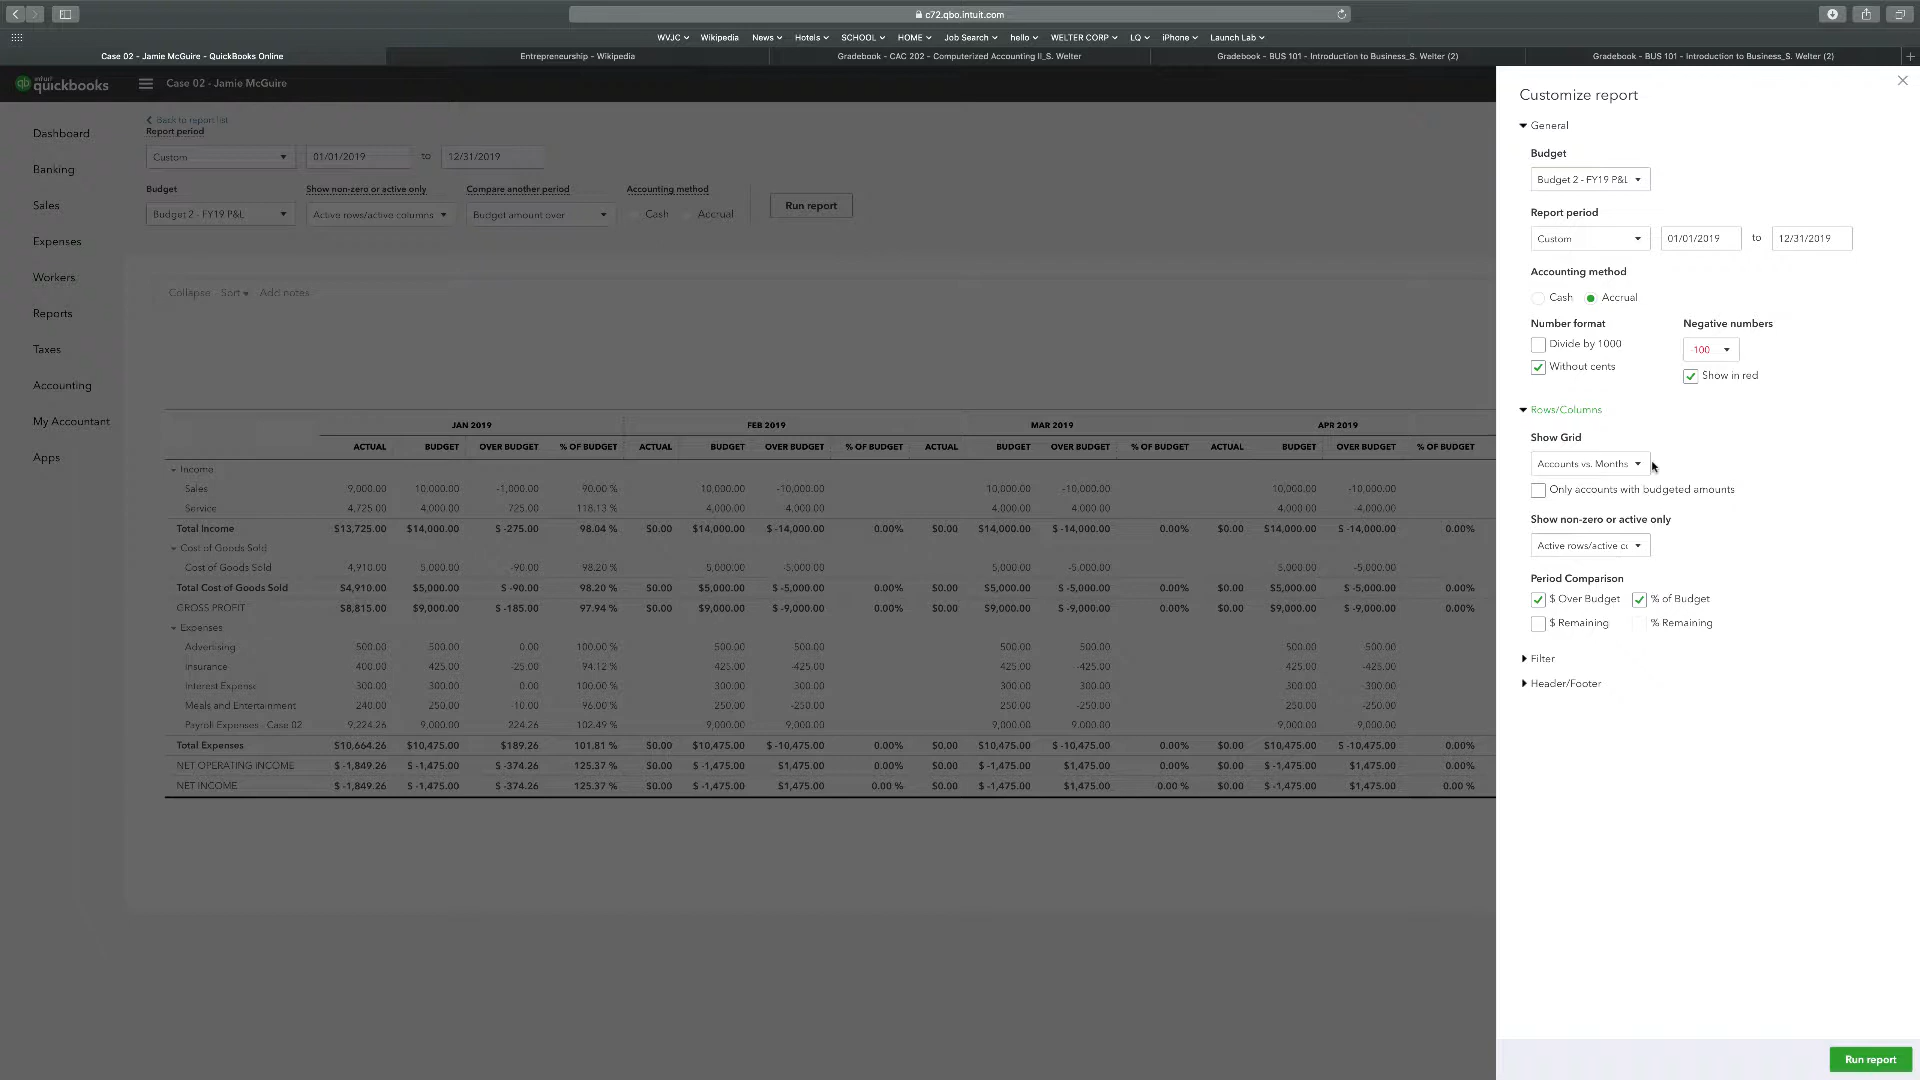 c72.qbo.intuit.com
WVJC Wikipedia News Hotels SCHOOL HOME Job Search hello WELTER CORP LQ iPhone Launch Lab
Case 02 - Jamie McGuire - QuickBooks Online Entrepreneurship - Wikipedia Gradebook - CAC 202 - Computerized Accounting II_S. Welter Gradebook - BUS 101 - Introduction to Business_S. Welter (2) Gradebook - BUS 101 - Introduction to Business_S. Welter (2)
intuit
quickbooks Case 02 - Jamie McGuire
Dashboard
Banking
Sales
Expenses
Workers
Reports
Taxes
Accounting
My Accountant
Apps
Back to report list
Report period
Custom 01/01/2019 to 12/31/2019
Budget Show non-zero or active only Compare another period Accounting method
Budget 2 - FY19 P&L Active rows/active columns Budget amount over Cash Accrual Run report
Collapse Sort Add notes
JAN 2019 FEB 2019 MAR 2019 APR 2019
ACTUAL BUDGET OVER BUDGET % OF BUDGET ACTUAL BUDGET OVER BUDGET % OF BUDGET ACTUAL BUDGET OVER BUDGET % OF BUDGET ACTUAL BUDGET OVER BUDGET % OF BUDGET
Income
Sales 9,000.00 10,000.00 -1,000.00 90.00 % 10,000.00 -10,000.00 10,000.00 -10,000.00 10,000.00 -10,000.00
Service 4,725.00 4,000.00 725.00 118.13 % 4,000.00 -4,000.00 4,000.00 -4,000.00 4,000.00 -4,000.00
Total Income $13,725.00 $14,000.00 $ -275.00 98.04 % $0.00 $14,000.00 $ -14,000.00 0.00% $0.00 $14,000.00 $ -14,000.00 0.00% $0.00 $14,000.00 $ -14,000.00 0.00%
Cost of Goods Sold
Cost of Goods Sold 4,910.00 5,000.00 -90.00 98.20 % 5,000.00 -5,000.00 5,000.00 -5,000.00 5,000.00 -5,000.00
Total Cost of Goods Sold $4,910.00 $5,000.00 $ -90.00 98.20 % $0.00 $5,000.00 $ -5,000.00 0.00% $0.00 $5,000.00 $ -5,000.00 0.00% $0.00 $5,000.00 $ -5,000.00 0.00%
GROSS PROFIT $8,815.00 $9,000.00 $ -185.00 97.94 % $0.00 $9,000.00 $ -9,000.00 0.00% $0.00 $9,000.00 $ -9,000.00 0.00% $0.00 $9,000.00 $ -9,000.00 0.00%
Expenses
Advertising 500.00 500.00 0.00 100.00 % 500.00 -500.00 500.00 -500.00 500.00 -500.00
Insurance 400.00 425.00 -25.00 94.12 % 425.00 -425.00 425.00 -425.00 425.00 -425.00
Interest Expense 300.00 300.00 0.00 100.00 % 300.00 -300.00 300.00 -300.00 300.00 -300.00
Meals and Entertainment 240.00 250.00 -10.00 96.00 % 250.00 -250.00 250.00 -250.00 250.00 -250.00
Payroll Expenses - Case 02 9,224.26 9,000.00 224.26 102.49 % 9,000.00 -9,000.00 9,000.00 -9,000.00 9,000.00 -9,000.00
Total Expenses $10,664.26 $10,475.00 $189.26 101.81 % $0.00 $10,475.00 $ -10,475.00 0.00% $0.00 $10,475.00 $ -10,475.00 0.00% $0.00 $10,475.00 $ -10,475.00 0.00%
NET OPERATING INCOME $ -1,849.26 $ -1,475.00 $ -374.26 125.37 % $0.00 $ -1,475.00 $1,475.00 0.00% $0.00 $ -1,475.00 $1,475.00 0.00% $0.00 $ -1,475.00 $1,475.00 0.00%
NET INCOME $ -1,849.26 $ -1,475.00 $ -374.26 125.37 % $0.00 $ -1,475.00 $1,475.00 0.00 % $0.00 $ -1,475.00 $1,475.00 0.00 % $0.00 $ -1,475.00 $1,475.00 0.00 %
Customize report
General
Budget
Budget 2 - FY19 P&L
Report period
Custom 01/01/2019 to 12/31/2019
Accounting method
Cash Accrual
Number format Negative numbers
Divide by 1000 -100
Without cents Show in red
Rows/Columns
Show Grid
Accounts vs. Months
Only accounts with budgeted amounts
Show non-zero or active only
Active rows/active cc
Period Comparison
$ Over Budget % of Budget
$ Remaining % Remaining
Filter
Header/Footer
Run report